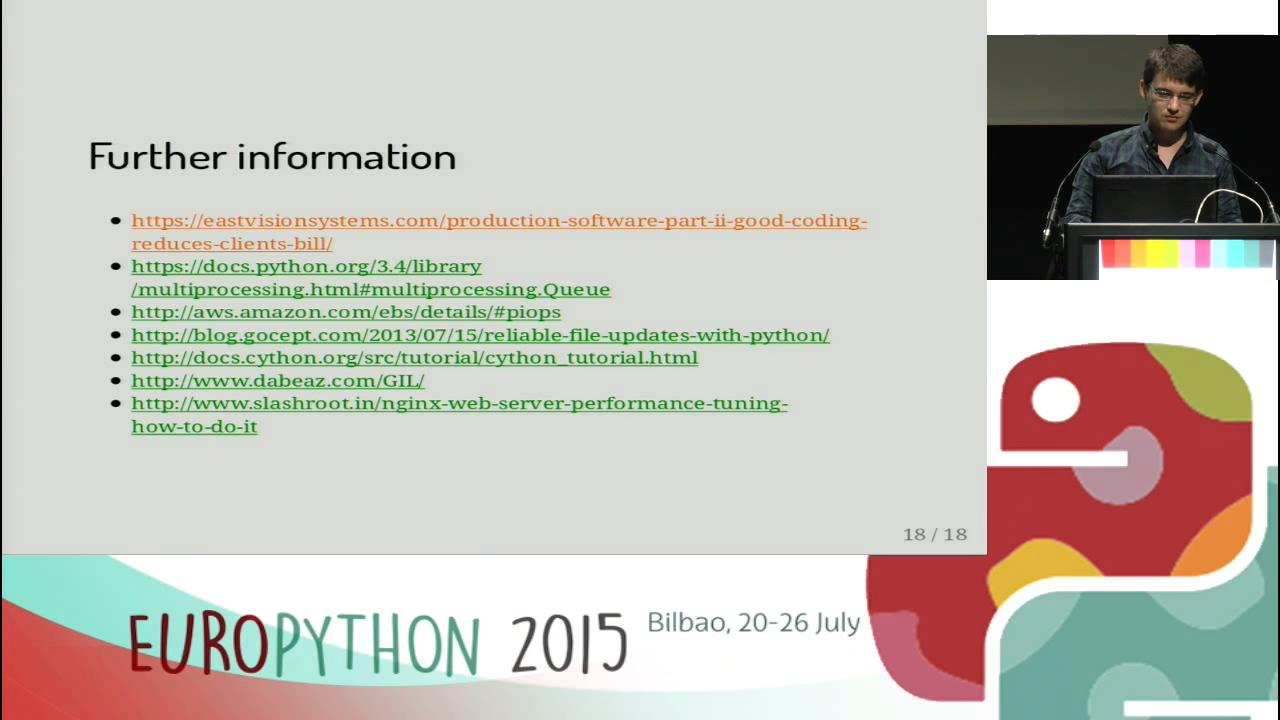 Further information
https://eastvisionsystems.com/production-software-part-ii-good-coding-
reduces-clients-bill/
https://docs.python.org/3.4/library
/multiprocessing.html#multiprocessing.Queue
http://aws.amazon.com/ebs/details/#piops
http://blog.gocept.com/2013/07/15/reliable-file-updates-with-python/
http://docs.cython.org/src/tutorial/cython_tutorial.html
http://www.dabeaz.com/GIL/
http://www.slashroot.in/nginx-web-server-performance-tuning-
how-to-do-it
18 / 18
EUROPYTHON 2015
Bilbao, 20-26 July